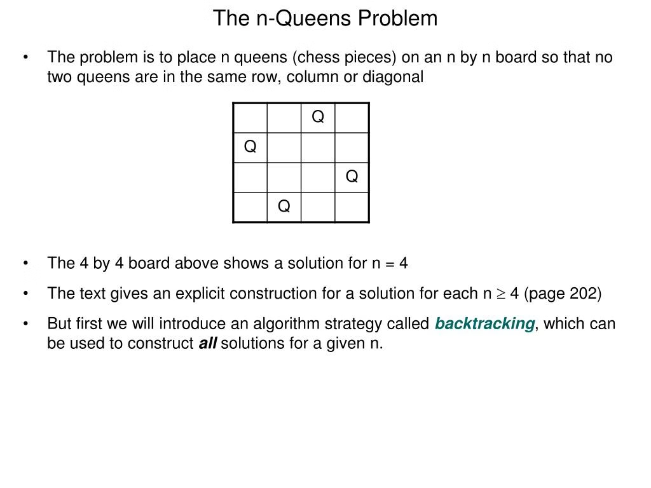 The n-Queens Problem
• The problem is to place n queens (chess pieces) on an n by n board so that no
two queens are in the same row, column or diagonal
Q
Q
Q
Q
• The 4 by 4 board above shows a solution for n = 4
• The text gives an explicit construction for a solution for each n ≥ 4 (page 202)
• But first we will introduce an algorithm strategy called backtracking, which can
be used to construct all solutions for a given n.